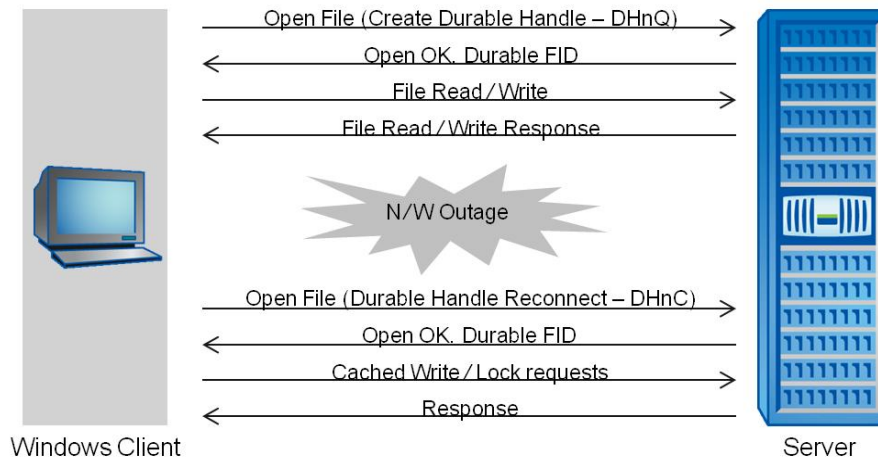 Open File (Create Durable Handle – DHnQ)
Open OK. Durable FID
File Read / Write
File Read / Write Response
N/W Outage
Open File (Durable Handle Reconnect – DHnC)
Open OK. Durable FID
Cached Write / Lock requests
Response
Windows Client
Server